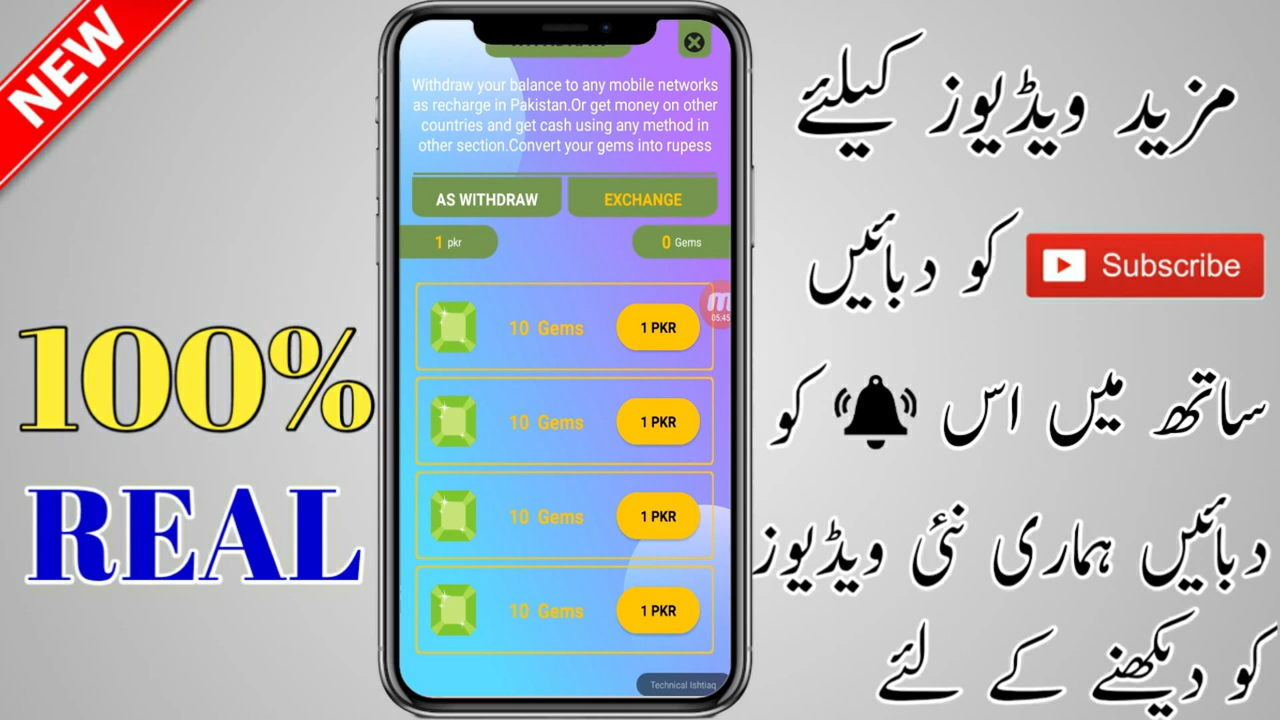 NEW
100%
REAL
Withdraw your balance to any mobile networks
as recharge in Pakistan.Or get money on other
countries and get cash using any method in
other section.Convert your gems into rupess
AS WITHDRAW
EXCHANGE
1 pkr
0 Gems
10 Gems
1 PKR
05:45
10 Gems
1 PKR
10 Gems
1 PKR
10 Gems
1 PKR
Technical Ishtiaq
مزید ویڈیوز کیلئے
Subscribe کو دبائیں
ساتھ میں اس کو
دبائیں ہماری نئی ویڈیوز
کو دیکھنے کے لئے